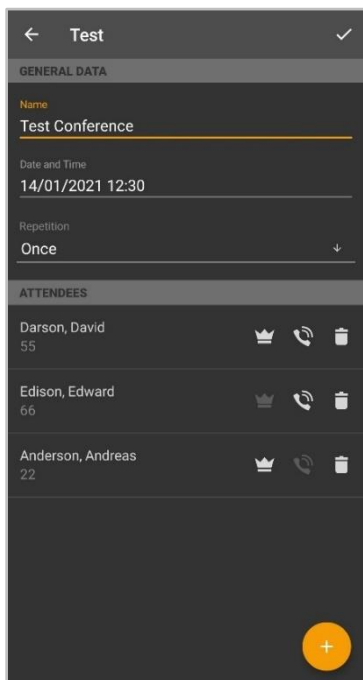 Test
GENERAL DATA
Name
Test Conference
Date and Time
14/01/2021 12:30
Repetition
Once
ATTENDEES
Darson, David
55
Edison, Edward
66
Anderson, Andreas
22